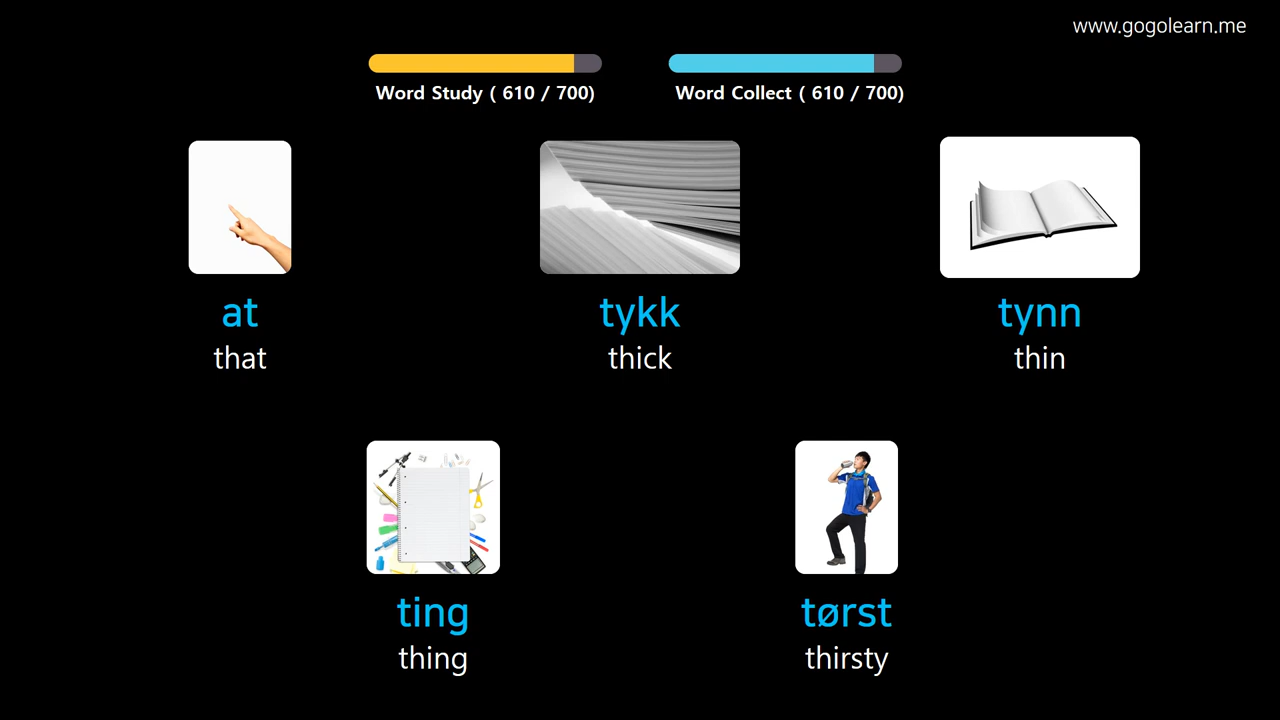 www.gogolearn.me
Word Study ( 610 / 700)
Word Collect ( 610 / 700)
at
that
tykk
thick
tynn
thin
ting
thing
tørst
thirsty